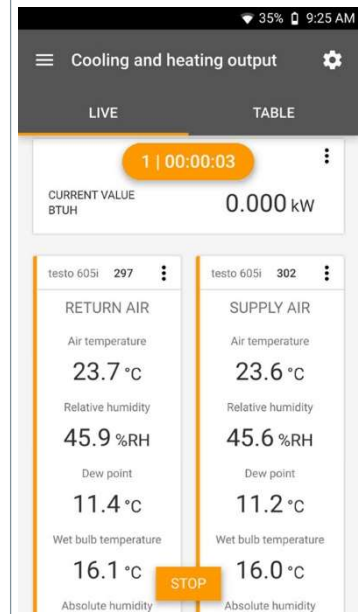 35% 9:25 AM
Cooling and heating output
LIVE TABLE
1 | 00:00:03
CURRENT VALUE
BTUH
0.000 kW
testo 605i 297
RETURN AIR
Air temperature
23.7 °C
Relative humidity
45.9 %RH
Dew point
11.4 °C
Wet bulb temperature
16.1 °C
Absolute humidity
testo 605i 302
SUPPLY AIR
Air temperature
23.6 °C
Relative humidity
45.6 %RH
Dew point
11.2 °C
Wet bulb temperature
16.0 °C
Absolute humidity
STOP